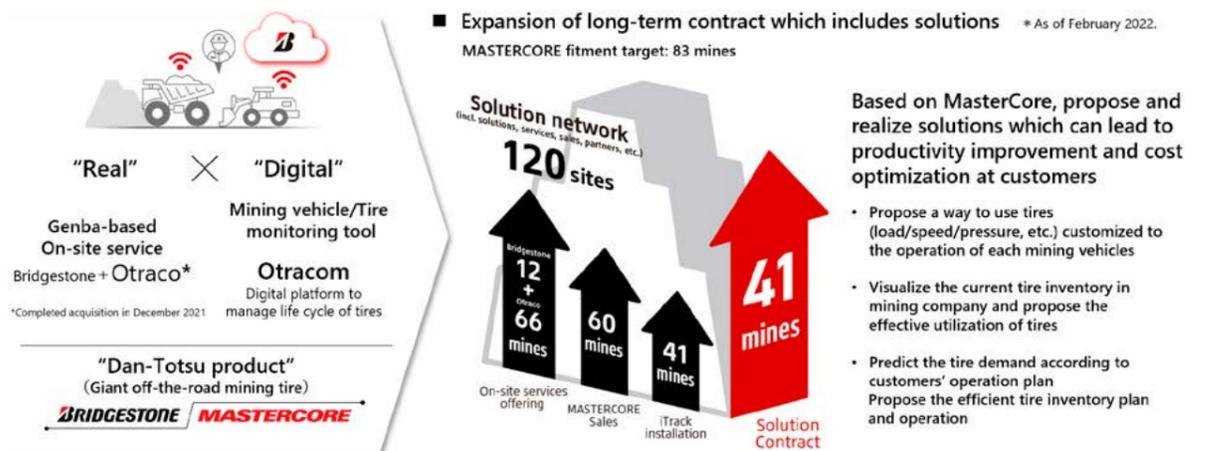 "Real"
×
"Digital"
Genba-based
On-site service
Bridgestone + Otraco*
*Completed acquisition in December 2021
Mining vehicle/Tire
monitoring tool
Otracom
Digital platform to
manage life cycle of tires
"Dan-Totsu product"
(Giant off-the-road mining tire)
BRIDGESTONE / MASTERCORE
■ Expansion of long-term contract which includes solutions * As of February 2022.
MASTERCORE fitment target: 83 mines
Solution network
(incl. solutions, services, sales, partners, etc.)
120 sites
Bridgestone
12
+
Otraco
66
mines
On-site services
offering
60
mines
MASTERCORE
Sales
41
mines
iTrack
installation
41
mines
Solution
Contract
Based on MasterCore, propose and
realize solutions which can lead to
productivity improvement and cost
optimization at customers
• Propose a way to use tires
(load/speed/pressure, etc.) customized to
the operation of each mining vehicles
• Visualize the current tire inventory in
mining company and propose the
effective utilization of tires
• Predict the tire demand according to
customers' operation plan
Propose the efficient tire inventory plan
and operation